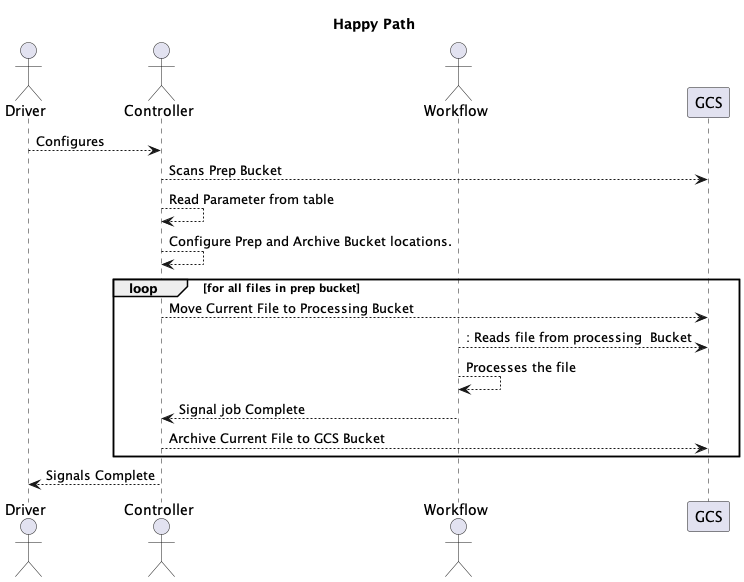 Happy Path
Driver
Controller
Workflow
GCS
Configures
Scans Prep Bucket
Read Parameter from table
Configure Prep and Archive Bucket locations.
loop [for all files in prep bucket]
Move Current File to Processing Bucket
: Reads file from processing  Bucket
Processes the file
Signal job Complete
Archive Current File to GCS Bucket
Signals Complete
Driver
Controller
Workflow
GCS